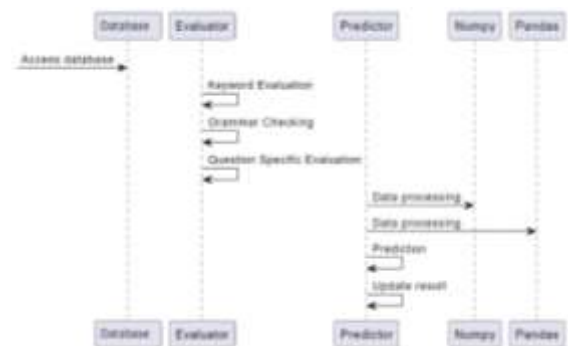 Database Evaluator Predictor Numpy Pandas
Access database
Keyword Evaluation
Grammar Checking
Question Specific Evaluation
Data processing
Data processing
Prediction
Update result
Database Evaluator Predictor Numpy Pandas